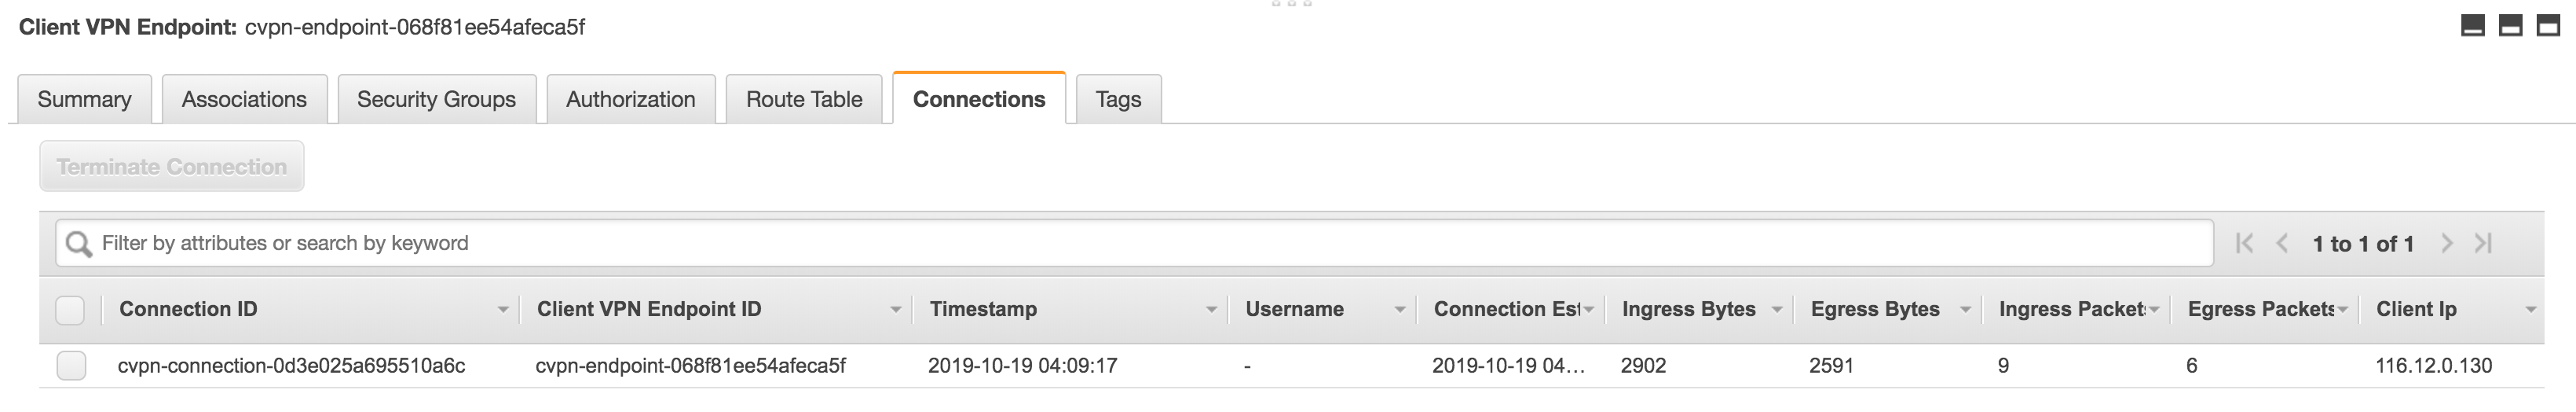 Client VPN Endpoint: cvpn-endpoint-068f81ee54afeca5f
Summary Associations Security Groups Authorization Route Table Connections Tags
Terminate Connection
Filter by attributes or search by keyword 1 to 1 of 1
Connection ID Client VPN Endpoint ID Timestamp Username Connection Est Ingress Bytes Egress Bytes Ingress Packets Egress Packets Client Ip
cvpn-connection-0d3e025a695510a6c cvpn-endpoint-068f81ee54afeca5f 2019-10-19 04:09:17 - 2019-10-19 04... 2902 2591 9 6 116.12.0.130